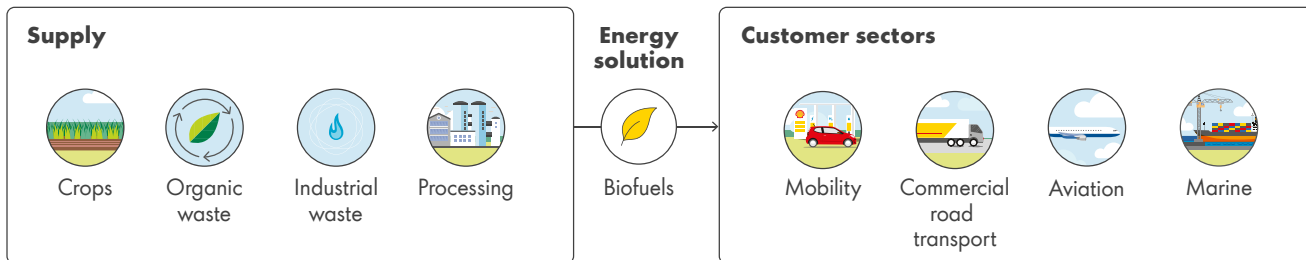 Supply
Crops
Organic
waste
Industrial
waste
Processing
Energy
solution
Biofuels
Customer sectors
Mobility
Commercial
road
transport
Aviation
Marine